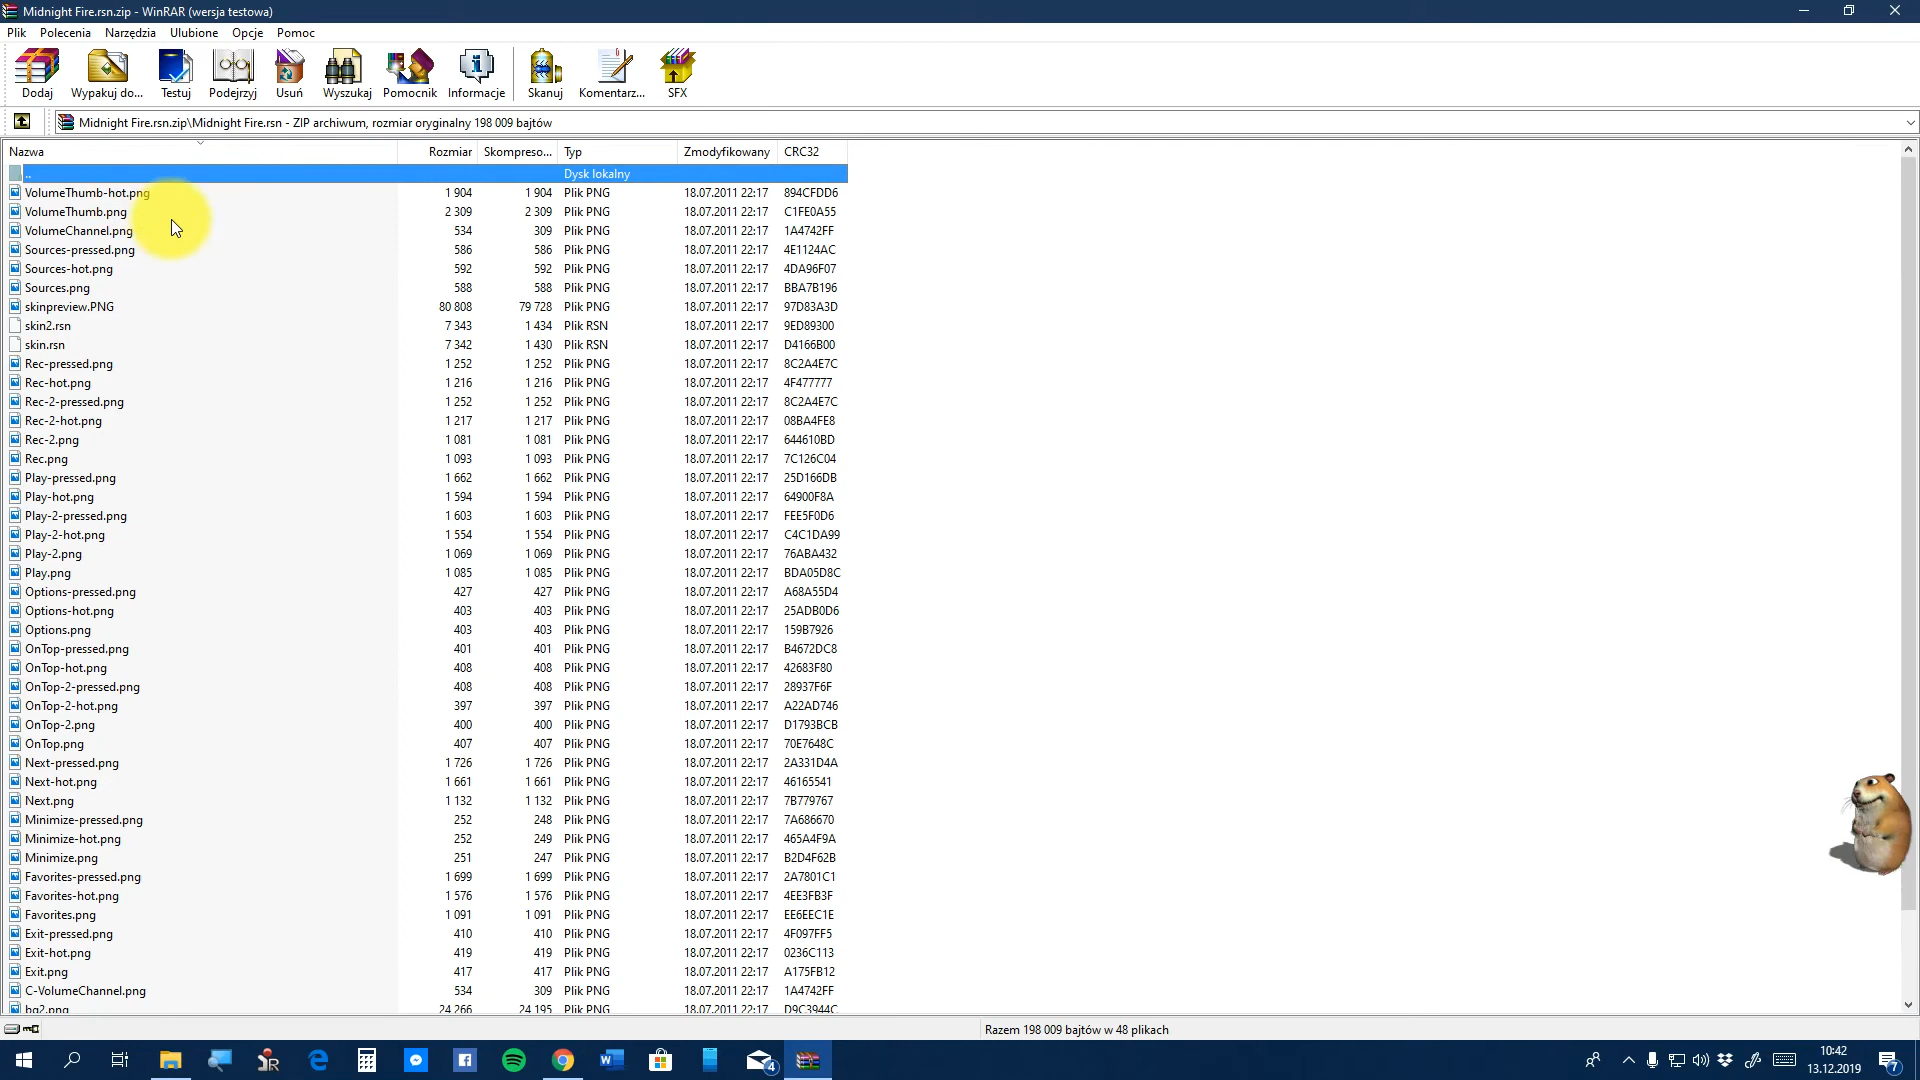 Midnight Fire.rsn.zip - WinRAR (wersja testowa)
Plik Polecenia Narzędzia Ulubione Opcje Pomoc
Dodaj Wypakuj do... Testuj Podejrzyj Usuń Wyszukaj Pomocnik Informacje Skanuj Komentarz... SFX
Midnight Fire.rsn.zip\Midnight Fire.rsn - ZIP archiwum, rozmiar oryginalny 198 009 bajtów
Nazwa Rozmiar Skompreso... Typ Zmodyfikowany CRC32
.. Dysk lokalny
VolumeThumb-hot.png 1 904 1 904 Plik PNG 18.07.2011 22:17 894CFDD6
VolumeThumb.png 2 309 2 309 Plik PNG 18.07.2011 22:17 C1FE0A55
VolumeChannel.png 534 309 Plik PNG 18.07.2011 22:17 1A4742FF
Sources-pressed.png 586 586 Plik PNG 18.07.2011 22:17 4E1124AC
Sources-hot.png 592 592 Plik PNG 18.07.2011 22:17 4DA96F07
Sources.png 588 588 Plik PNG 18.07.2011 22:17 BBA7B196
skinpreview.PNG 80 808 79 728 Plik PNG 18.07.2011 22:17 97D83A3D
skin2.rsn 7 343 1 434 Plik RSN 18.07.2011 22:17 9ED89300
skin.rsn 7 342 1 430 Plik RSN 18.07.2011 22:17 D4166B00
Rec-pressed.png 1 252 1 252 Plik PNG 18.07.2011 22:17 8C2A4E7C
Rec-hot.png 1 216 1 216 Plik PNG 18.07.2011 22:17 4F477777
Rec-2-pressed.png 1 252 1 252 Plik PNG 18.07.2011 22:17 8C2A4E7C
Rec-2-hot.png 1 217 1 217 Plik PNG 18.07.2011 22:17 08BA4FE8
Rec-2.png 1 081 1 081 Plik PNG 18.07.2011 22:17 644610BD
Rec.png 1 093 1 093 Plik PNG 18.07.2011 22:17 7C126C04
Play-pressed.png 1 662 1 662 Plik PNG 18.07.2011 22:17 25D166DB
Play-hot.png 1 594 1 594 Plik PNG 18.07.2011 22:17 64900F8A
Play-2-pressed.png 1 603 1 603 Plik PNG 18.07.2011 22:17 FEE5F0D6
Play-2-hot.png 1 554 1 554 Plik PNG 18.07.2011 22:17 C4C1DA99
Play-2.png 1 069 1 069 Plik PNG 18.07.2011 22:17 76ABA432
Play.png 1 085 1 085 Plik PNG 18.07.2011 22:17 BDA05D8C
Options-pressed.png 427 427 Plik PNG 18.07.2011 22:17 A68A55D4
Options-hot.png 403 403 Plik PNG 18.07.2011 22:17 25ADB0D6
Options.png 403 403 Plik PNG 18.07.2011 22:17 159B7926
OnTop-pressed.png 401 401 Plik PNG 18.07.2011 22:17 B4672DC8
OnTop-hot.png 408 408 Plik PNG 18.07.2011 22:17 42683F80
OnTop-2-pressed.png 408 408 Plik PNG 18.07.2011 22:17 28937F6F
OnTop-2-hot.png 397 397 Plik PNG 18.07.2011 22:17 A22AD746
OnTop-2.png 400 400 Plik PNG 18.07.2011 22:17 D1793BCB
OnTop.png 407 407 Plik PNG 18.07.2011 22:17 70E7648C
Next-pressed.png 1 726 1 726 Plik PNG 18.07.2011 22:17 2A331D4A
Next-hot.png 1 661 1 661 Plik PNG 18.07.2011 22:17 46165541
Next.png 1 132 1 132 Plik PNG 18.07.2011 22:17 7B779767
Minimize-pressed.png 252 248 Plik PNG 18.07.2011 22:17 7A686670
Minimize-hot.png 252 249 Plik PNG 18.07.2011 22:17 465A4F9A
Minimize.png 251 247 Plik PNG 18.07.2011 22:17 B2D4F62B
Favorites-pressed.png 1 699 1 699 Plik PNG 18.07.2011 22:17 2A7801C1
Favorites-hot.png 1 576 1 576 Plik PNG 18.07.2011 22:17 4EE3FB3F
Favorites.png 1 091 1 091 Plik PNG 18.07.2011 22:17 EE6EEC1E
Exit-pressed.png 410 410 Plik PNG 18.07.2011 22:17 4F097FF5
Exit-hot.png 419 419 Plik PNG 18.07.2011 22:17 0236C113
Exit.png 417 417 Plik PNG 18.07.2011 22:17 A175FB12
C-VolumeChannel.png 534 309 Plik PNG 18.07.2011 22:17 1A4742FF
bg2.png 24 266 24 195 Plik PNG 18.07.2011 22:17 D9C3944C
Razem 198 009 bajtów w 48 plikach
4
10:42
13.12.2019
7